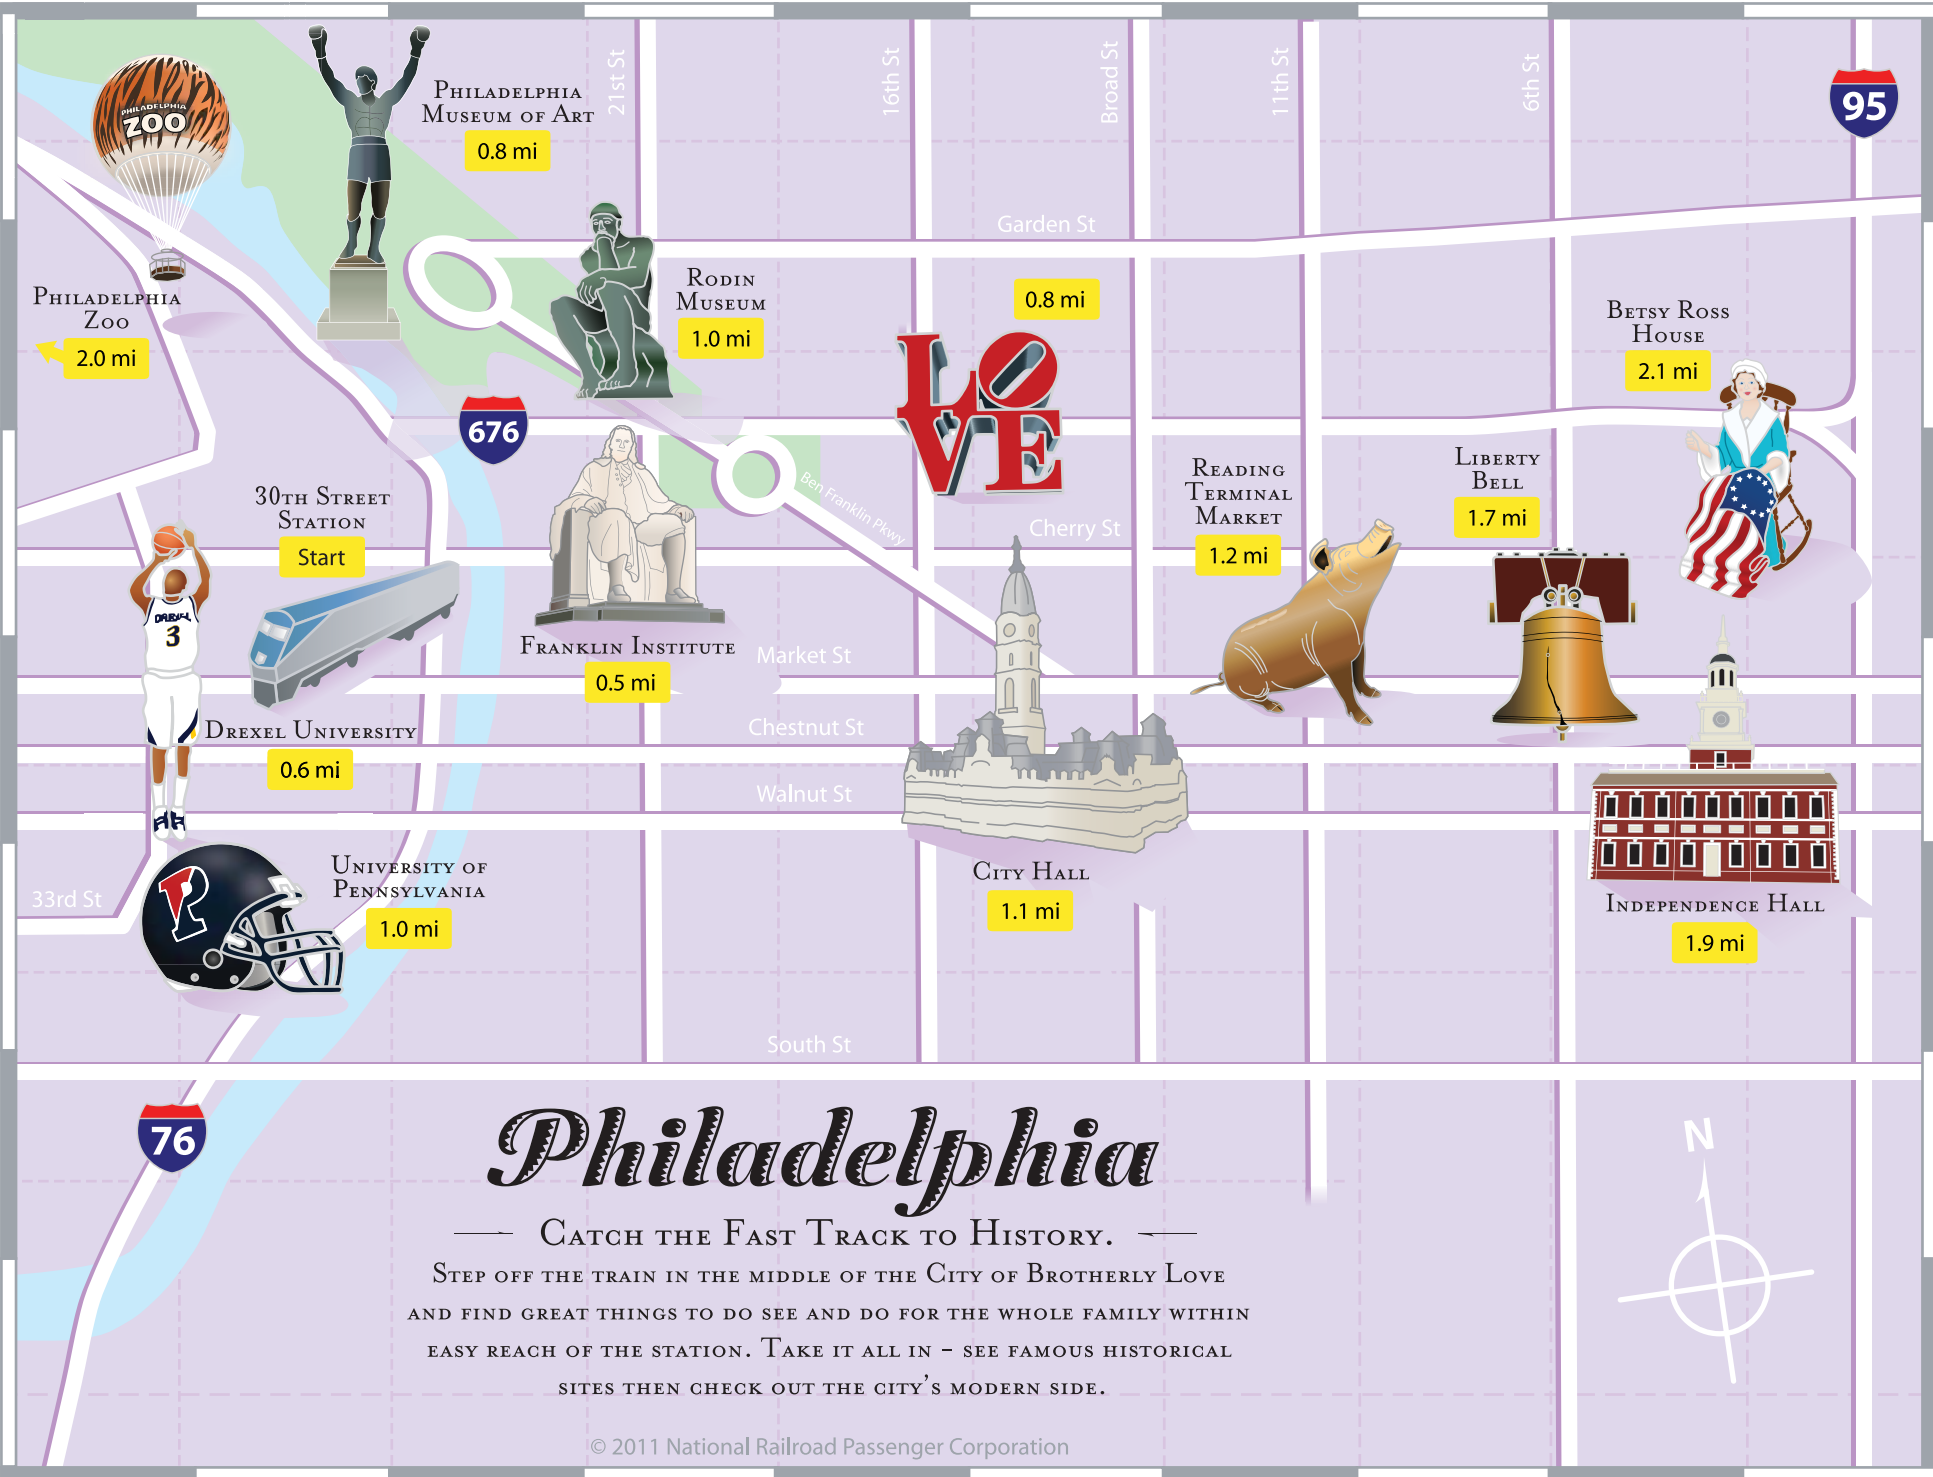 21st St
16th St
Broad St
11th St
6th St
95
PHILADELPHIA
ZOO
Philadelphia
Museum of Art
0.8 mi
Garden St
Rodin
Museum
1.0 mi
0.8 mi
LOVE
Philadelphia
Zoo
2.0 mi
Betsy Ross
House
2.1 mi
676
30th Street
Station
Start
Ben Franklin Pkwy
Cherry St
Reading
Terminal
Market
1.2 mi
Liberty
Bell
1.7 mi
DREXEL
3
Franklin Institute
0.5 mi
Market St
Drexel University
0.6 mi
Chestnut St
Walnut St
University of
Pennsylvania
1.0 mi
P
33rd St
City Hall
1.1 mi
Independence Hall
1.9 mi
South St
76
N
Philadelphia
Catch the Fast Track to History.
Step off the train in the middle of the City of Brotherly Love
and find great things to do see and do for the whole family within
easy reach of the station. Take it all in – see famous historical
sites then check out the city's modern side.
© 2011 National Railroad Passenger Corporation